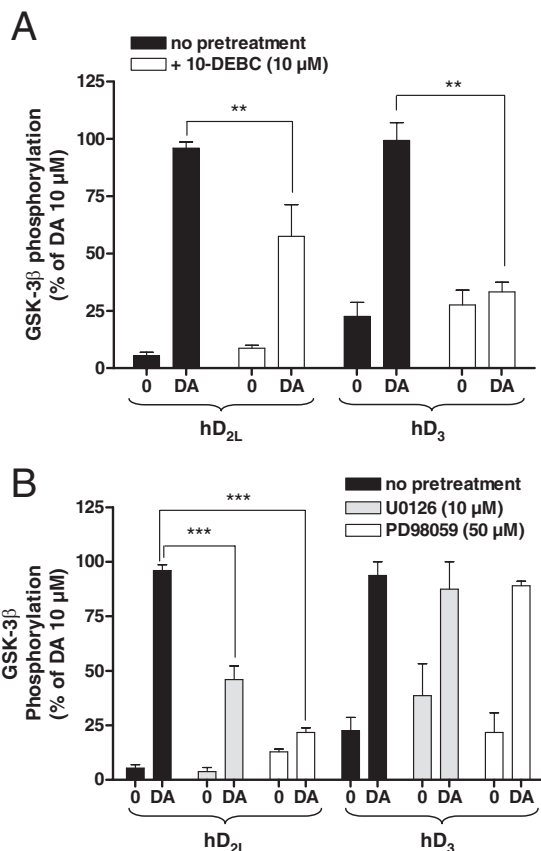 A
no pretreatment
+ 10-DEBC (10 µM)
GSK-3β phosphorylation
(% of DA 10 µM)
125
100
75
50
25
0
** **
0 DA 0 DA 0 DA 0 DA
hD2L hD3
B
no pretreatment
U0126 (10 µM)
PD98059 (50 µM)
GSK-3β
Phosphorylation
(% of DA 10 µM)
125
100
75
50
25
0
***
***
0 DA 0 DA 0 DA 0 DA 0 DA 0 DA
hD2L hD3